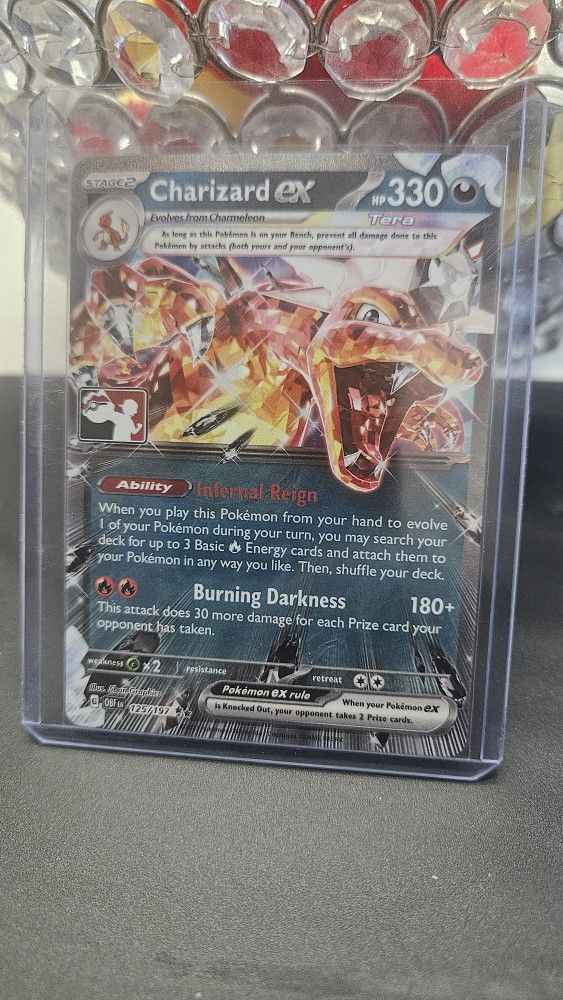 STAGE2 Charizard ex HP330
Evolves from Charmeleon Tera
As long as this Pokémon is on your Bench, prevent all damage done to this
Pokémon by attacks (both yours and your opponent's).
Ability Infernal Reign
When you play this Pokémon from your hand to evolve
1 of your Pokémon during your turn, you may search your
deck for up to 3 Basic Energy cards and attach them to
your Pokémon in any way you like. Then, shuffle your deck.
Burning Darkness 180+
This attack does 30 more damage for each Prize card your
opponent has taken.
weakness x2 resistance retreat
Illus. 5ban Graphics
Pokémon ex rule When your Pokémon ex
is Knocked Out, your opponent takes 2 Prize cards.
G OBF EN 125/197